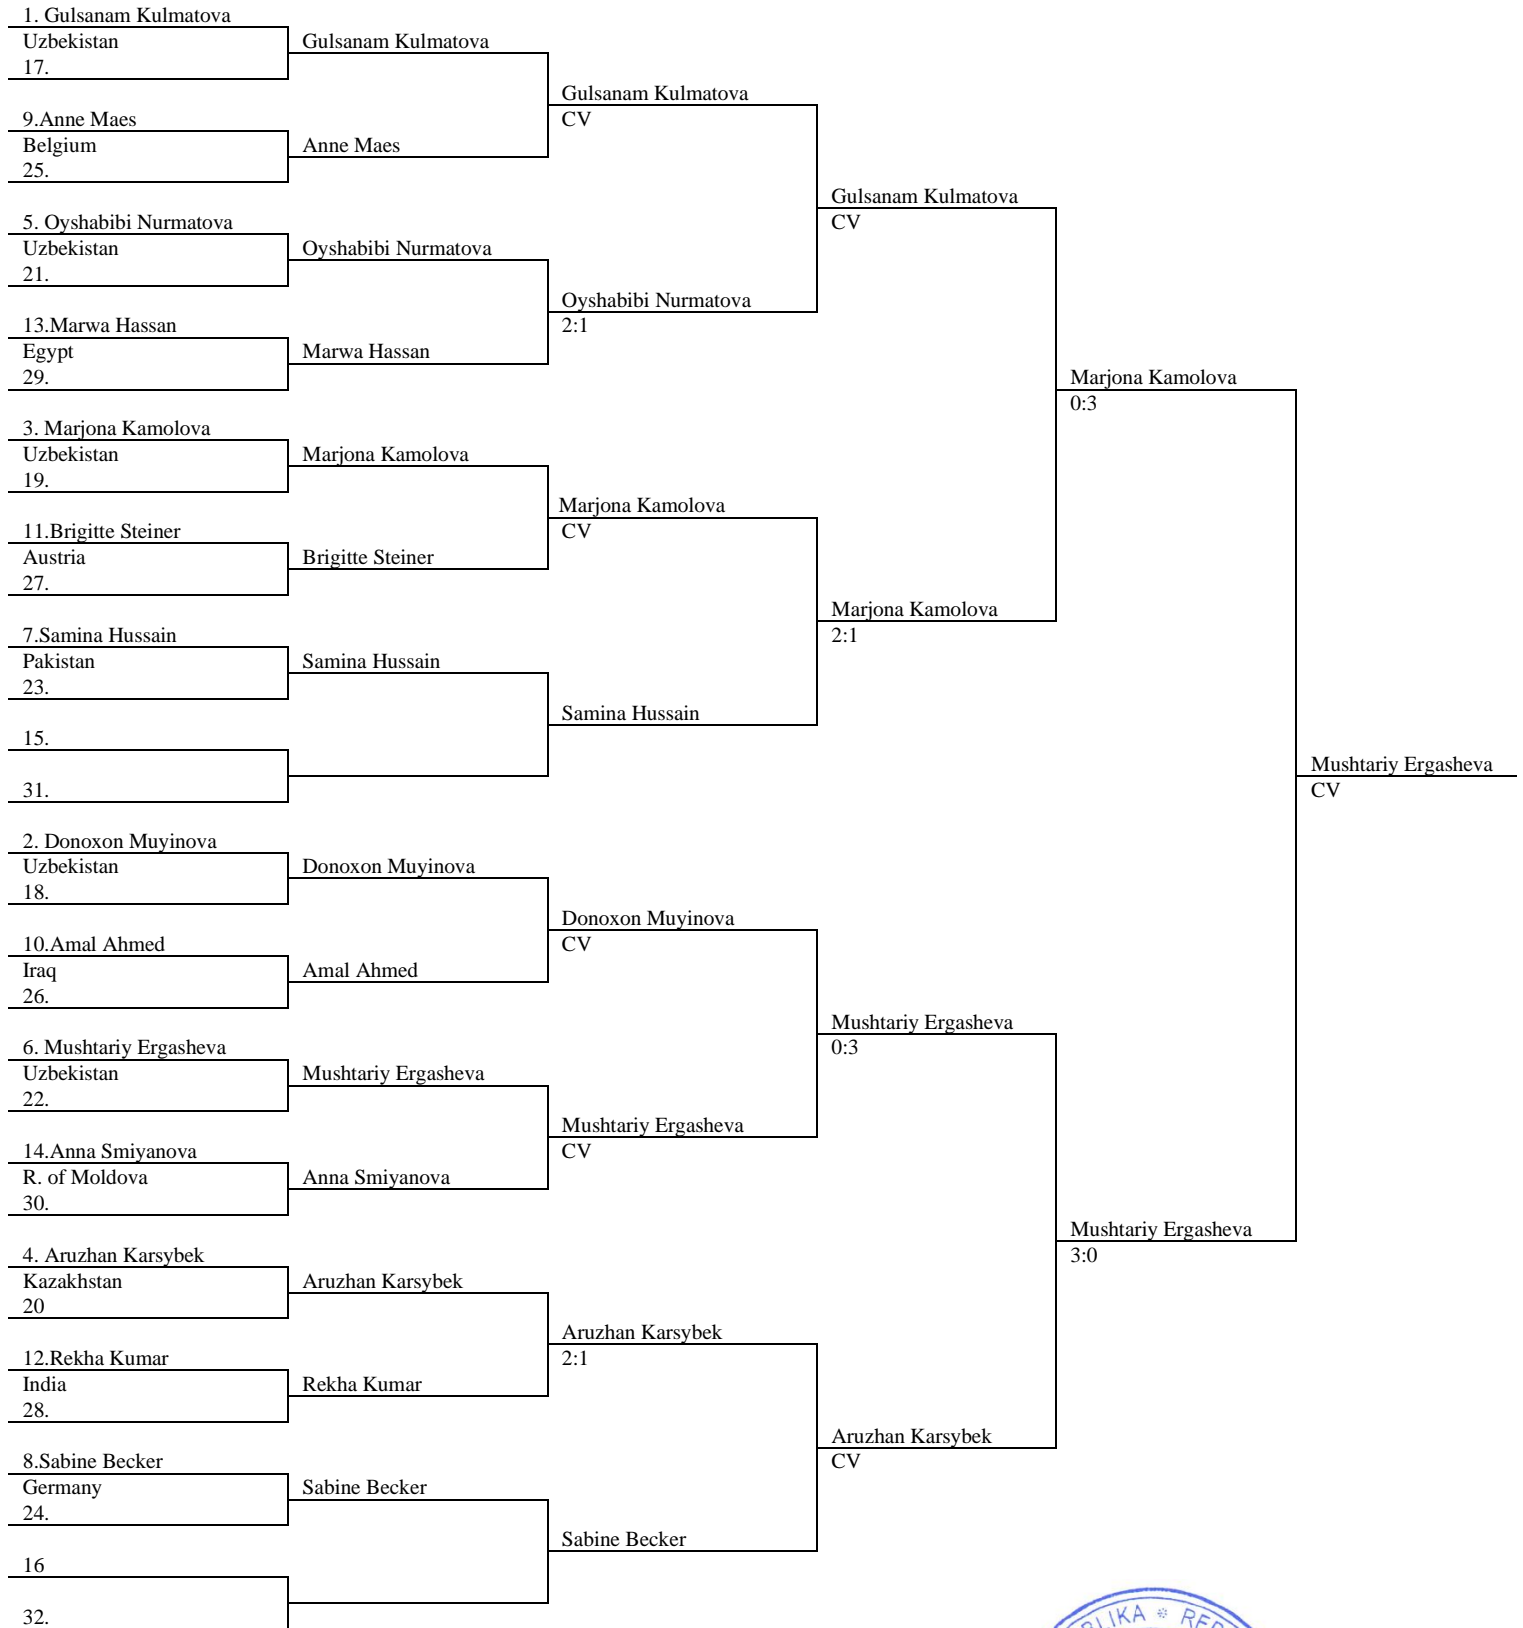 1. Gulsanam Kulmatova
Uzbekistan
17.
9.Anne Maes
Belgium
25.
5. Oyshabibi Nurmatova
Uzbekistan
21.
13.Marwa Hassan
Egypt
29.
3. Marjona Kamolova
Uzbekistan
19.
11.Brigitte Steiner
Austria
27.
7.Samina Hussain
Pakistan
23.
15.
31.
2. Donoxon Muyinova
Uzbekistan
18.
10.Amal Ahmed
Iraq
26.
6. Mushtariy Ergasheva
Uzbekistan
22.
14.Anna Smiyanova
R. of Moldova
30.
4. Aruzhan Karsybek
Kazakhstan
20
12.Rekha Kumar
India
28.
8.Sabine Becker
Germany
24.
16
32.
Gulsanam Kulmatova
Anne Maes
Oyshabibi Nurmatova
Marwa Hassan
Marjona Kamolova
Brigitte Steiner
Samina Hussain
Donoxon Muyinova
Amal Ahmed
Mushtariy Ergasheva
Anna Smiyanova
Aruzhan Karsybek
Rekha Kumar
Sabine Becker
Gulsanam Kulmatova
CV
Oyshabibi Nurmatova
2:1
Marjona Kamolova
CV
Samina Hussain
Donoxon Muyinova
CV
Mushtariy Ergasheva
CV
Aruzhan Karsybek
2:1
Sabine Becker
Gulsanam Kulmatova
CV
Marjona Kamolova
2:1
Mushtariy Ergasheva
0:3
Aruzhan Karsybek
CV
Marjona Kamolova
0:3
Mushtariy Ergasheva
3:0
Mushtariy Ergasheva
CV